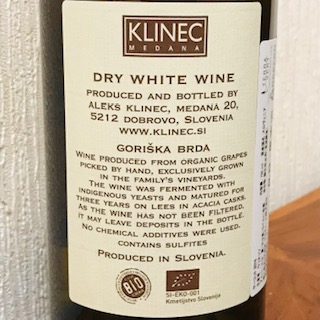 KLINEC
MEDANA
DRY WHITE WINE
PRODUCED AND BOTTLED BY
ALEKS KLINEC, MEDANA 20,
5212 DOBROVO, SLOVENIA
WWW.KLINEC.SI
GORIŠKA BRDA
WINE PRODUCED FROM ORGANIC GRAPES
PICKED BY HAND, EXCLUSIVELY GROWN
IN THE FAMILY'S VINEYARDS.
THE WINE WAS FERMENTED WITH
INDIGENOUS YEASTS AND MATURED FOR
THREE YEARS ON LEES IN ACACIA CASKS.
AS THE WINE HAS NOT BEEN FILTERED,
IT MAY LEAVE DEPOSITS IN THE BOTTLE.
NO CHEMICAL ADDITIVES WERE USED.
CONTAINS SULFITES
PRODUCED IN SLOVENIA.
BIO
SI-EKO-001
Kmetijstvo Slovenije